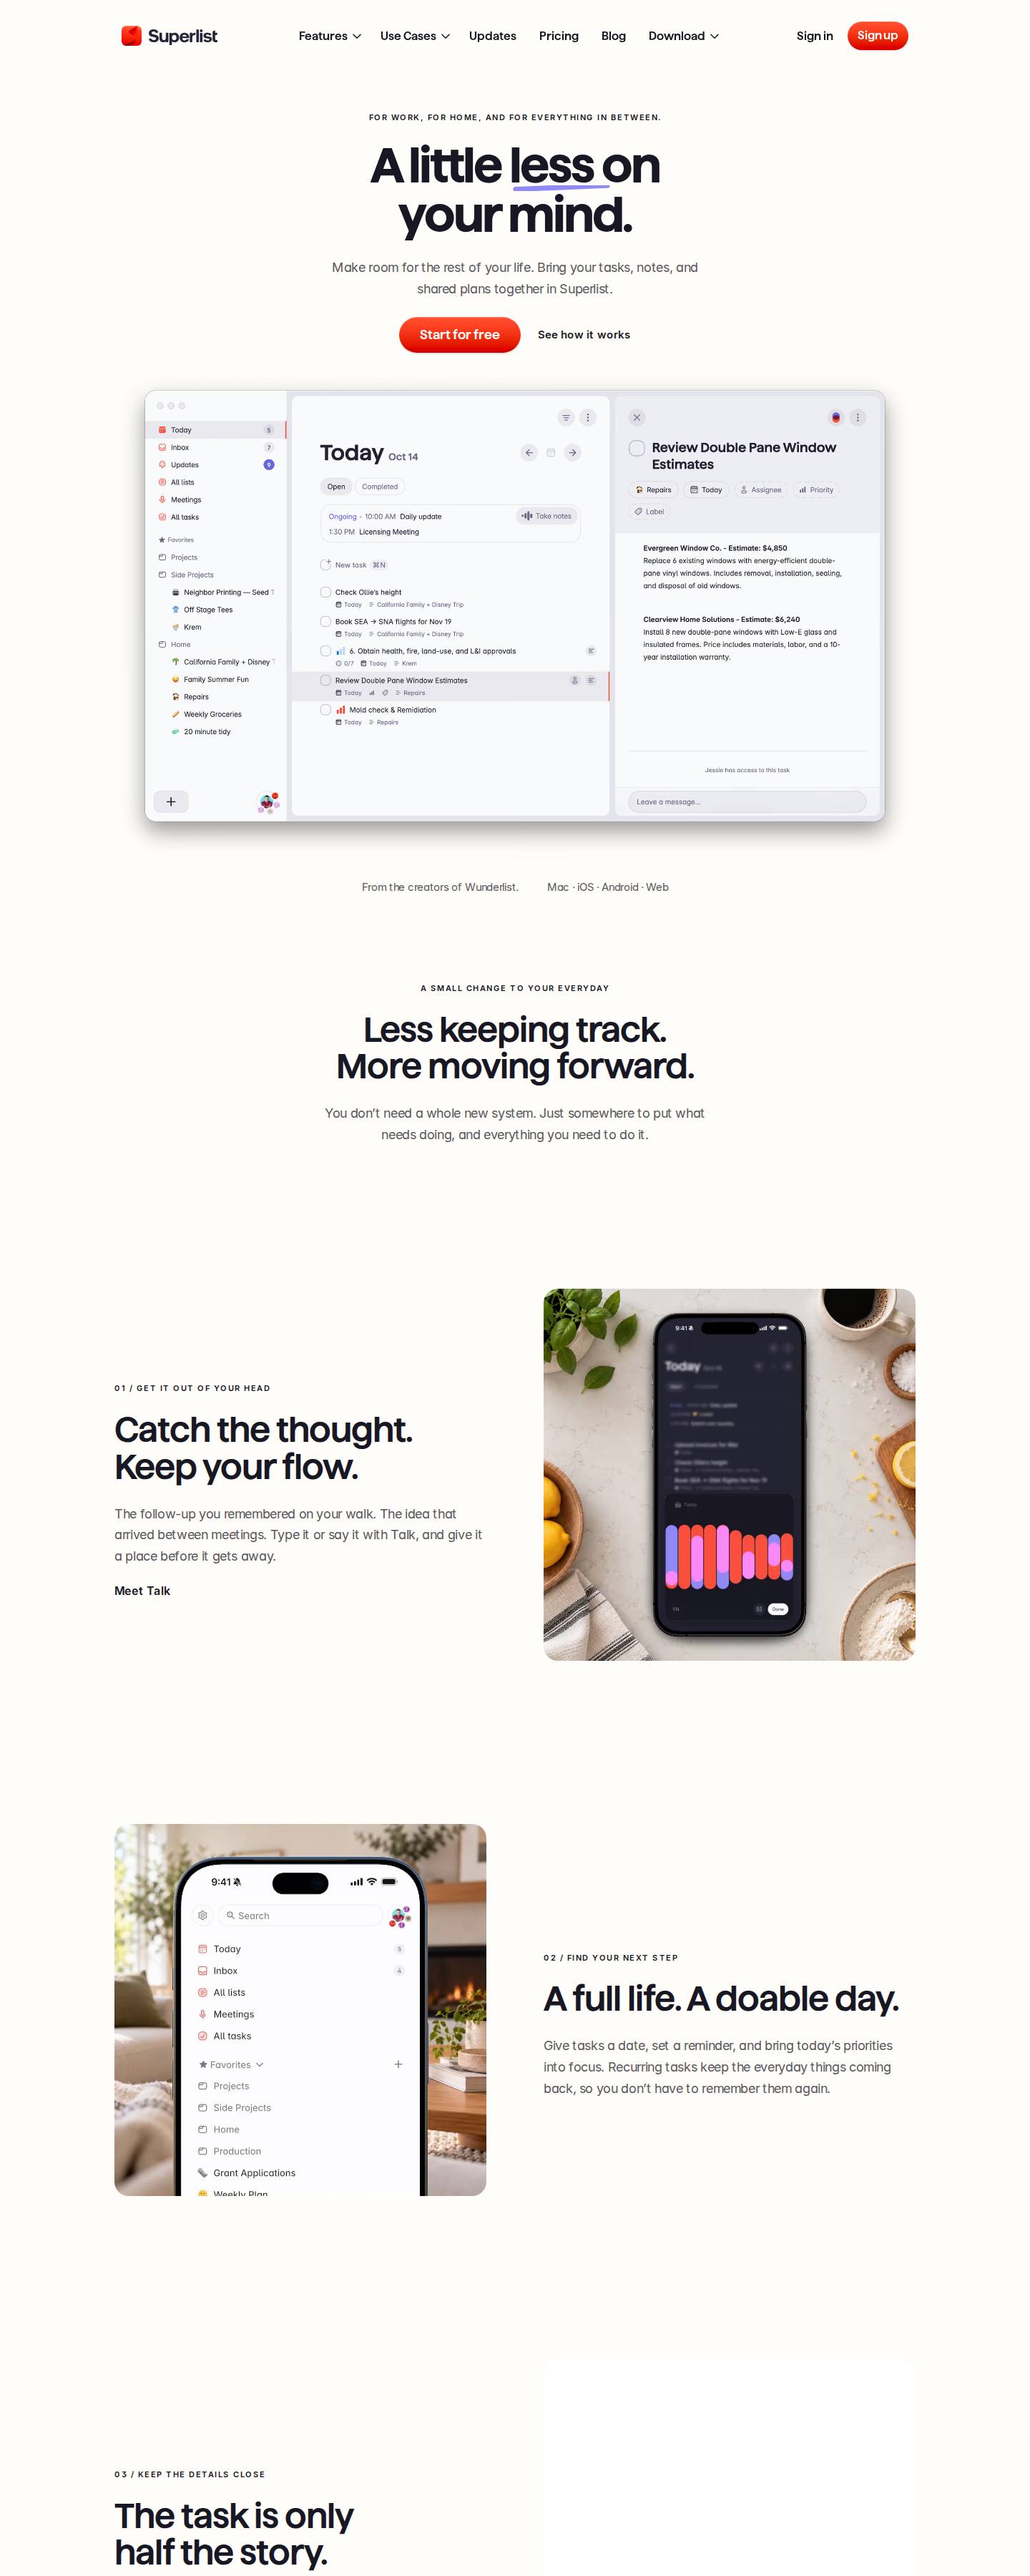 Superlist
Features
Use Cases
Updates
Pricing
Blog
Download
Sign in
Sign up
FOR WORK, FOR HOME, AND FOR EVERYTHING IN BETWEEN.
A little less on
your mind.
Make room for the rest of your life. Bring your tasks, notes, and
shared plans together in Superlist.
Start for free
See how it works
Today 5
Inbox 7
Updates 9
All lists
Meetings
All tasks
Favorites
Projects
Side Projects
Neighbor Printing — Seed
Off Stage Tees
Krem
Home
California Family + Disney
Family Summer Fun
Repairs
Weekly Groceries
20 minute tidy
Today Oct 14
Open
Completed
Ongoing - 10:00 AM Daily update
Take notes
1:30 PM Licensing Meeting
New task ⌘N
Check Ollie's height
Today California Family + Disney Trip
Book SEA → SNA flights for Nov 19
Today California Family + Disney Trip
6. Obtain health, fire, land-use, and L&I approvals
0/7 Today Krem
Review Double Pane Window Estimates
Today Repairs
Mold check & Remidiation
Today Repairs
Review Double Pane Window
Estimates
Repairs
Today
Assignee
Priority
Label
Evergreen Window Co. - Estimate: $4,850
Replace 6 existing windows with energy-efficient double-
pane vinyl windows. Includes removal, installation, sealing,
and disposal of old windows.
Clearview Home Solutions - Estimate: $6,240
Install 8 new double-pane windows with Low-E glass and
insulated frames. Price includes materials, labor, and a 10-
year installation warranty.
Jessie has access to this task
Leave a message...
From the creators of Wunderlist.
Mac · iOS · Android · Web
A SMALL CHANGE TO YOUR EVERYDAY
Less keeping track.
More moving forward.
You don’t need a whole new system. Just somewhere to put what
needs doing, and everything you need to do it.
01 / GET IT OUT OF YOUR HEAD
Catch the thought.
Keep your flow.
The follow-up you remembered on your walk. The idea that
arrived between meetings. Type it or say it with Talk, and give it
a place before it gets away.
Meet Talk
9:41
Today
Today
EN
Done
9:41
Search
Today 5
Inbox 4
All lists
Meetings
All tasks
Favorites
Projects
Side Projects
Home
Production
Grant Applications
Weekly Plan
02 / FIND YOUR NEXT STEP
A full life. A doable day.
Give tasks a date, set a reminder, and bring today’s priorities
into focus. Recurring tasks keep the everyday things coming
back, so you don’t have to remember them again.
03 / KEEP THE DETAILS CLOSE
The task is only
half the story.